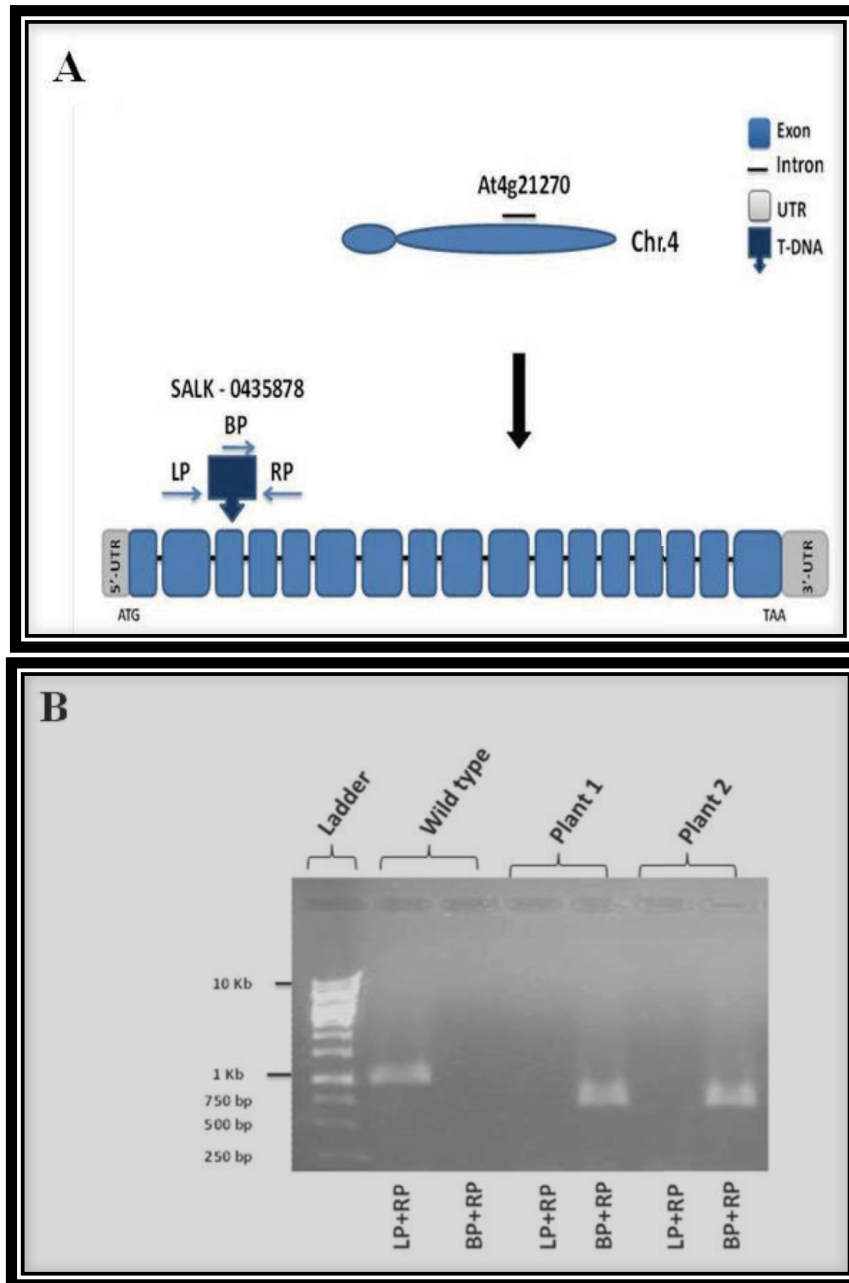 A
Exon
Intron
UTR
T-DNA
At4g21270
Chr.4
SALK - 0435878
BP
LP
RP
5'-UTR
3'-UTR
ATG
TAA
B
Ladder
Wild type
Plant 1
Plant 2
10 Kb
1 Kb
750 bp
500 bp
250 bp
LP+RP
BP+RP
LP+RP
BP+RP
LP+RP
BP+RP